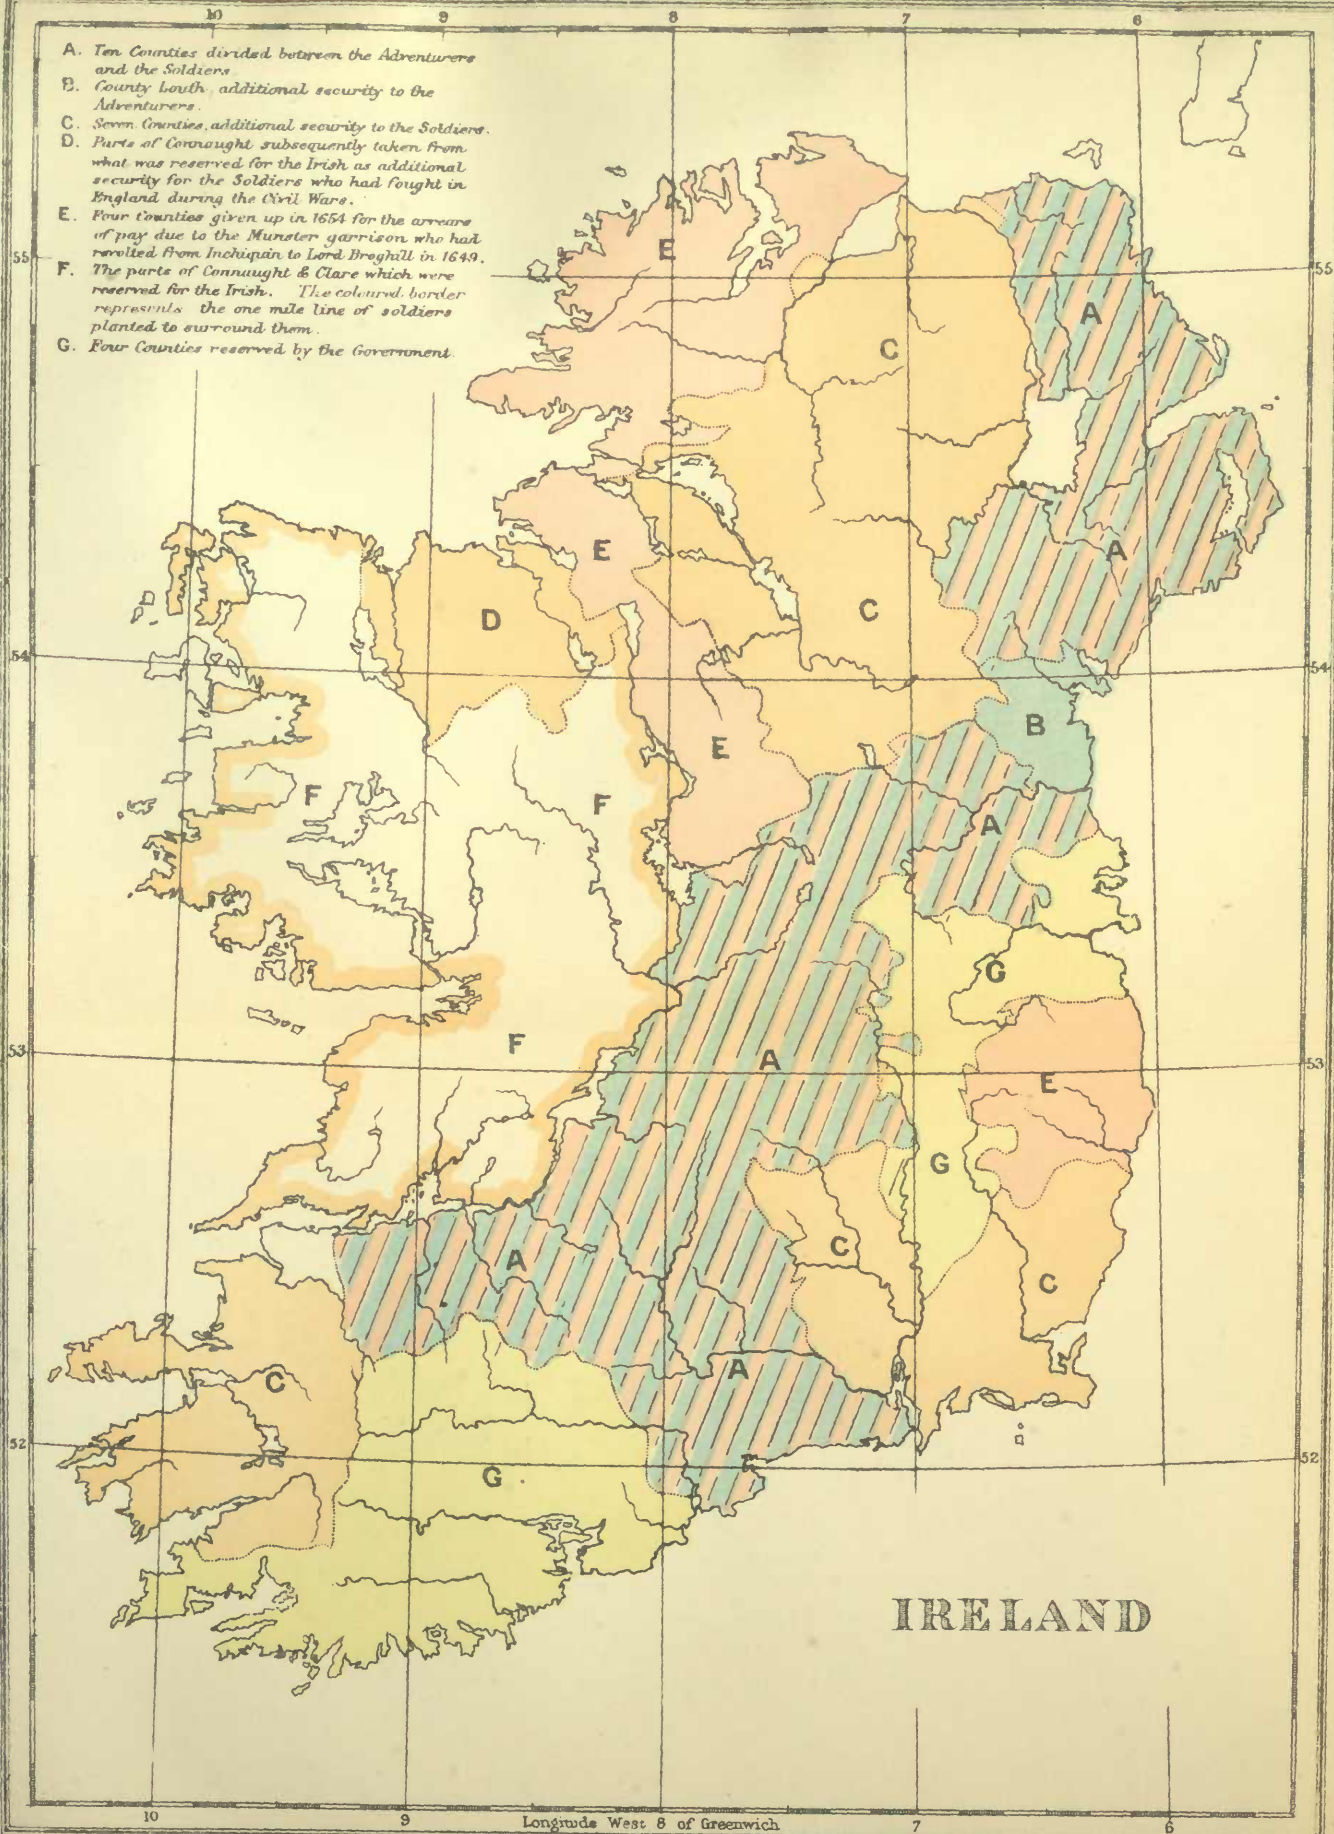 10 9 8 7 6
A. Ten Counties divided between the Adventurers
and the Soldiers
B. County Louth, additional security to the
Adventurers.
C. Seven Counties, additional security to the Soldiers.
D. Parts of Connought subsequently taken from
what was reserved for the Irish as additional
security for the Soldiers who had fought in
England during the Civil Wars.
E. Four Counties given up in 1654 for the arrears
of pay due to the Munster garrison who had
revolted from Inchiquin to Lord Broghill in 1649.
F. The parts of Connaught & Clare which were
reserved for the Irish. The coloured border
represents the one mile line of soldiers
planted to surround them.
G. Four Counties reserved by the Government.
55 55
E
A
C
E
A
D
C
54 54
B
E
F
F
A
G
F
53 53
A
E
G
C
A
C
A
C
52 52
G
IRELAND
10 9 Longitude West 8 of Greenwich 7 6